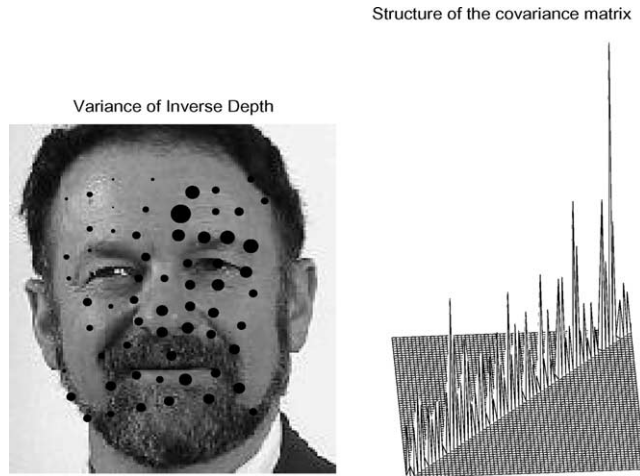 Structure of the covariance matrix
Variance of Inverse Depth